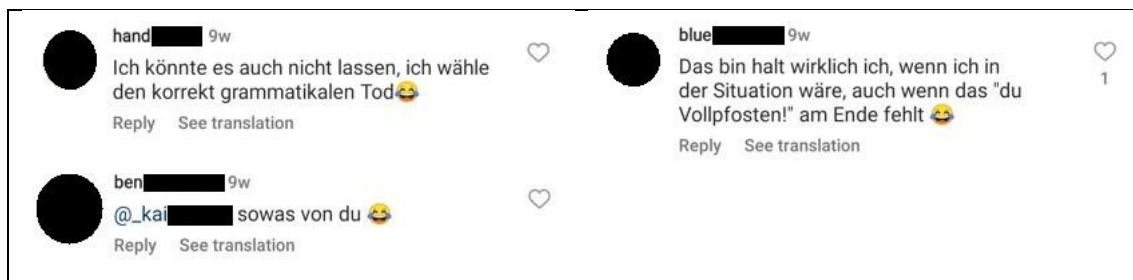 hand 9w
Ich könnte es auch nicht lassen, ich wähle
den korrekt grammatikalen Tod😂
Reply See translation
ben 9w
@_kai sowas von du 😂
Reply See translation
blue 9w
Das bin halt wirklich ich, wenn ich in
der Situation wäre, auch wenn das "du
Vollpfosten!" am Ende fehlt 😂
1
Reply See translation